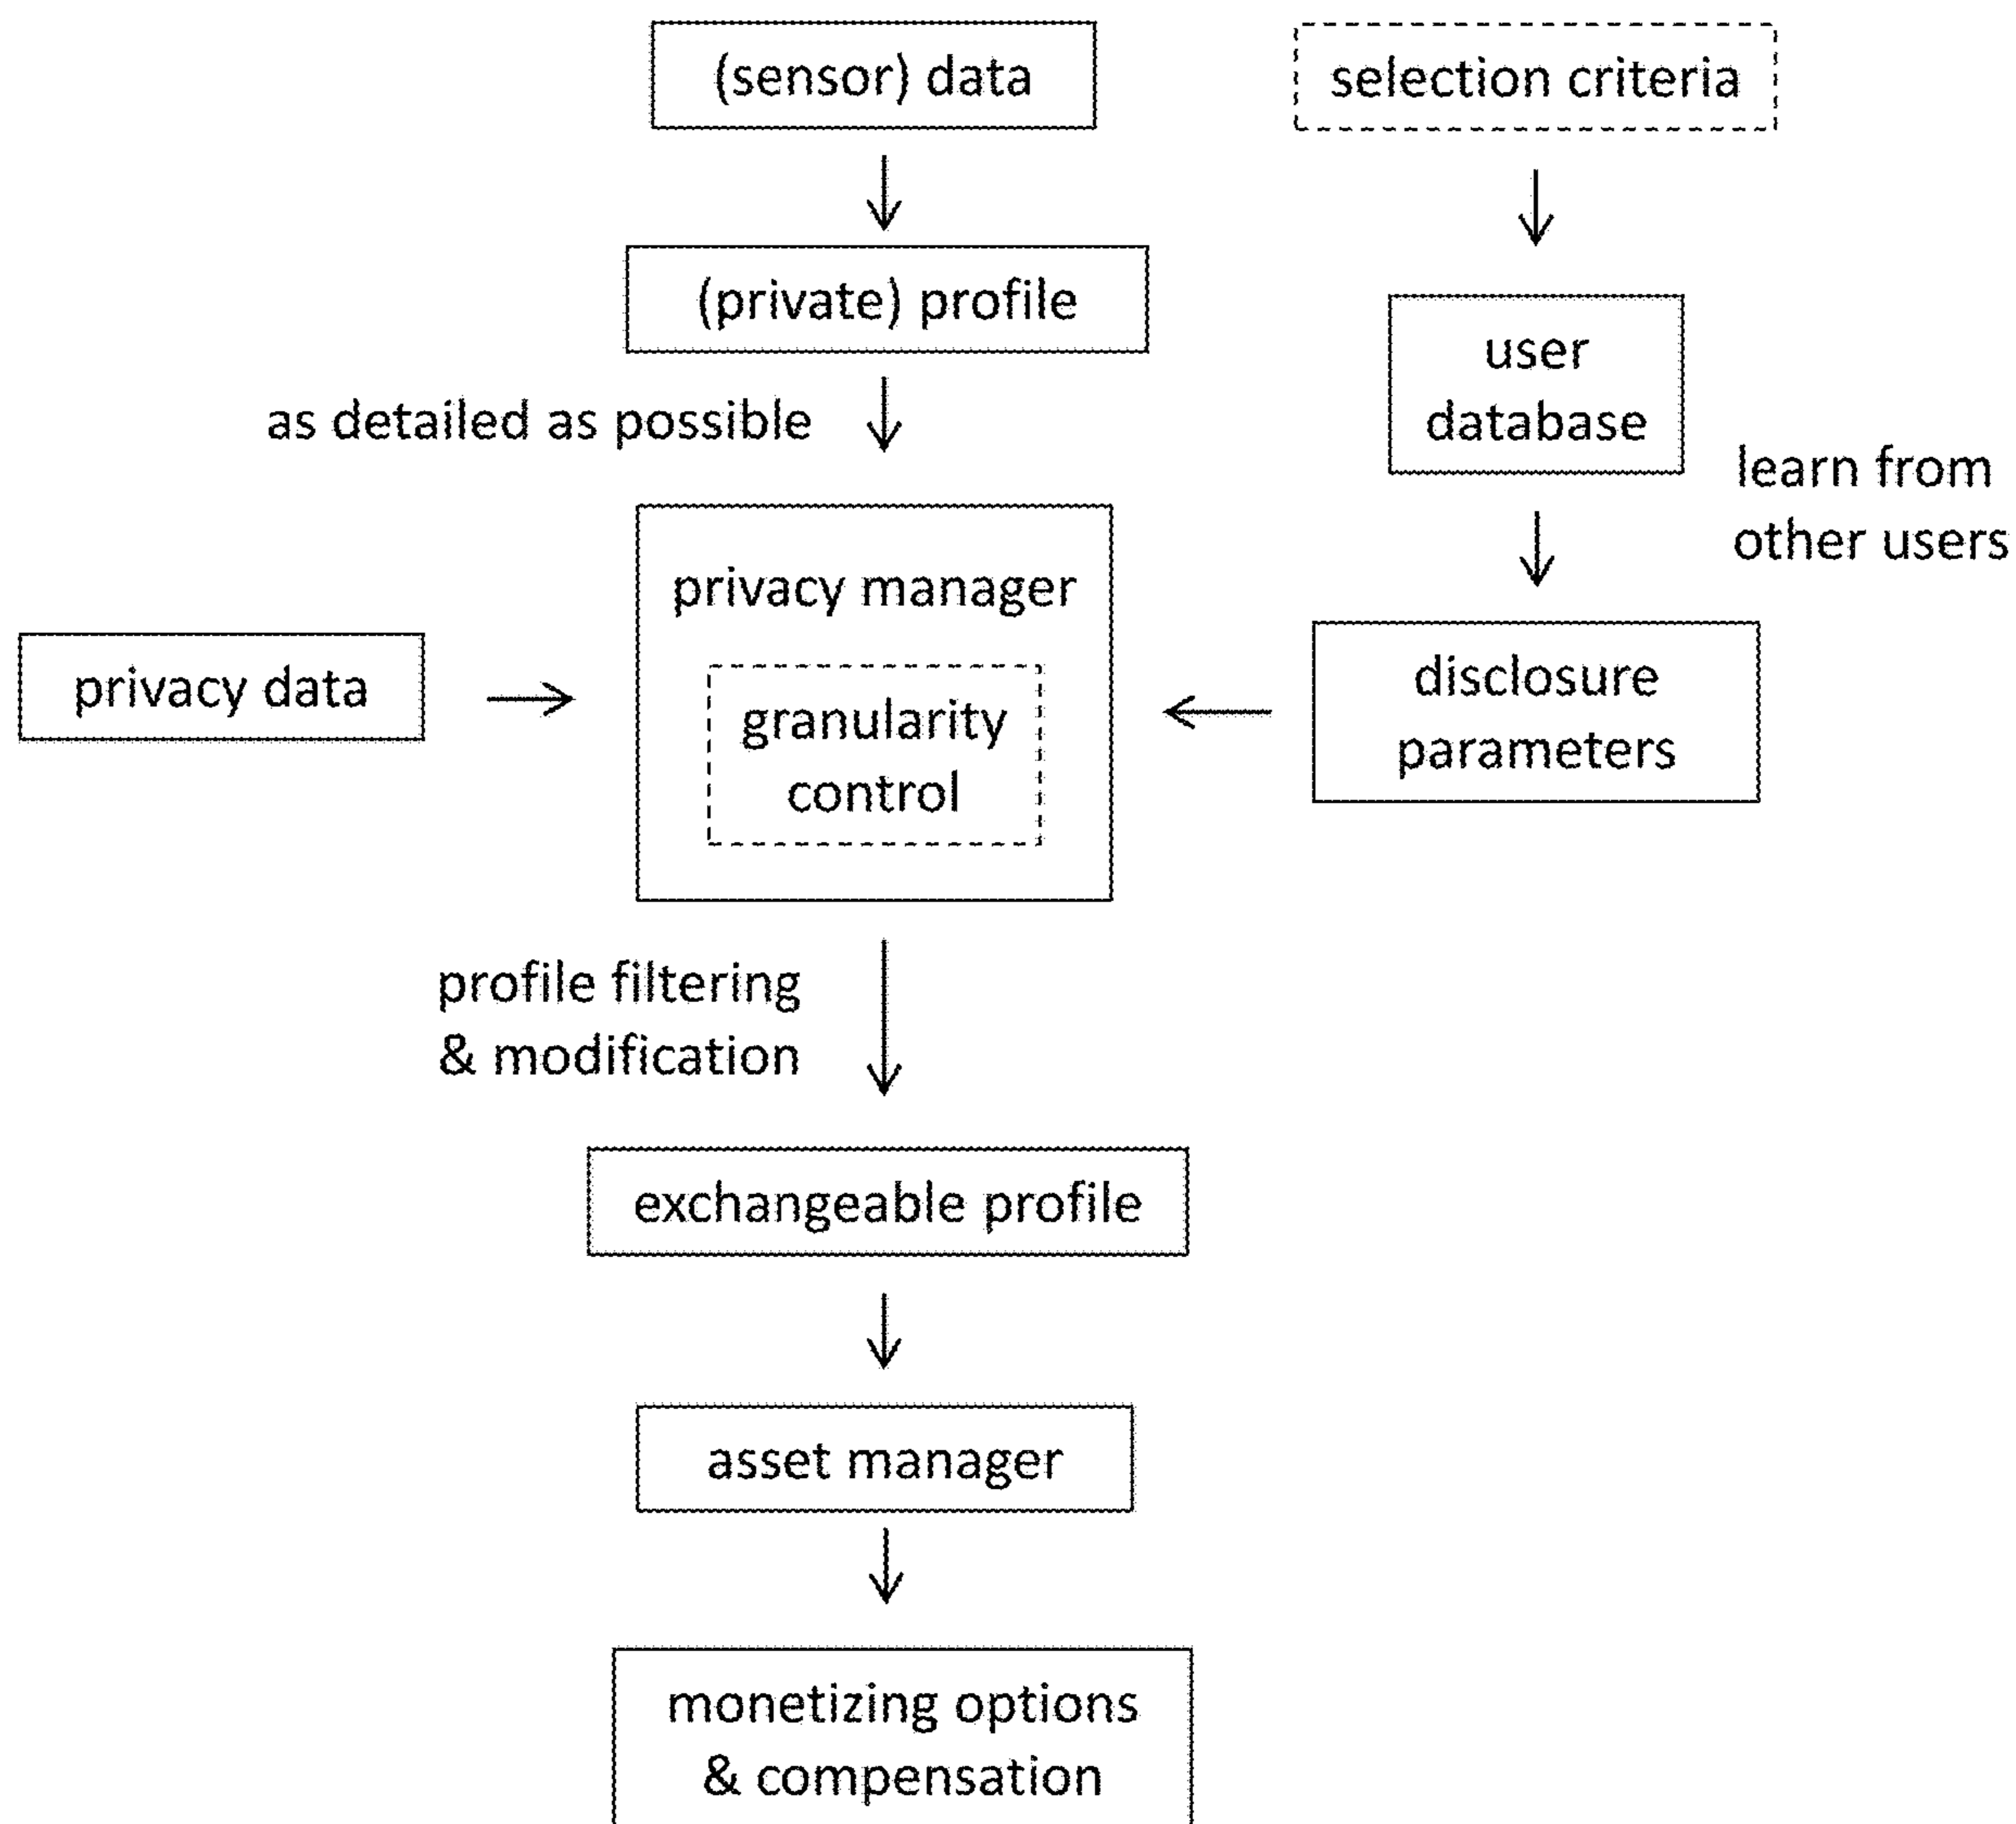 (sensor) data
selection criteria
(private) profile
user
database
as detailed as possible
learn from
other users
privacy manager
privacy data
granularity
control
disclosure
parameters
profile filtering
& modification
exchangeable profile
asset manager
monetizing options
& compensation